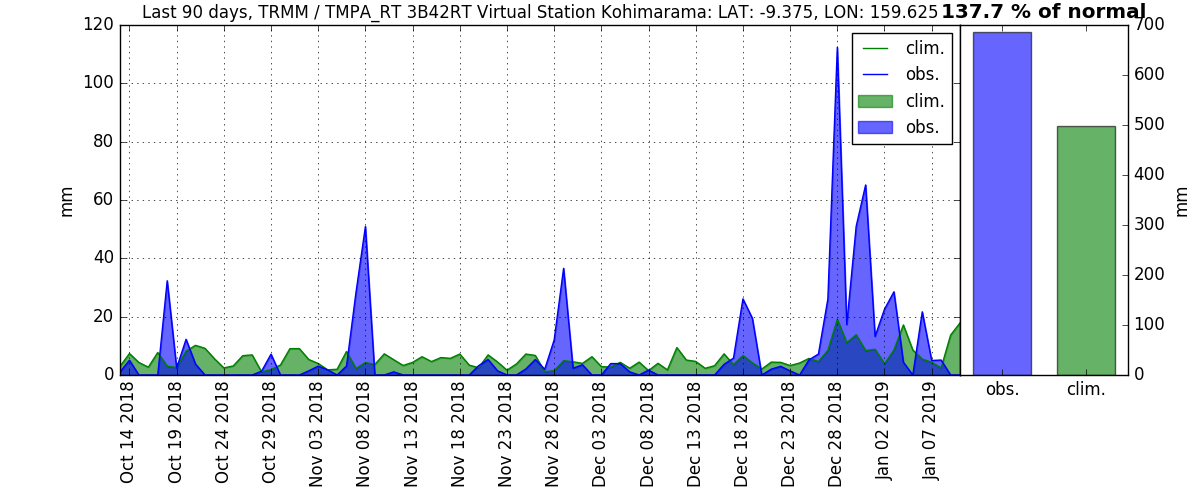 Last 90 days, TRMM / TMPA_RT 3B42RT Virtual Station Kohimarama: LAT: -9.375, LON: 159.625 137.7 % of normal
120
100
80
60
40
20
0
mm
clim.
obs.
clim.
obs.
Oct 14 2018
Oct 19 2018
Oct 24 2018
Oct 29 2018
Nov 03 2018
Nov 08 2018
Nov 13 2018
Nov 18 2018
Nov 23 2018
Nov 28 2018
Dec 03 2018
Dec 08 2018
Dec 13 2018
Dec 18 2018
Dec 23 2018
Dec 28 2018
Jan 02 2019
Jan 07 2019
700
600
500
400
300
200
100
0
mm
obs.
clim.